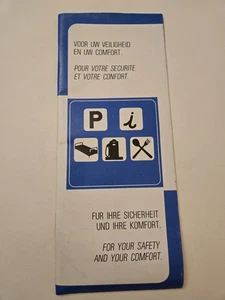 VOOR UW VEILIGHEID
EN UW COMFORT.
POUR VOTRE SECURITE
ET VOTRE CONFORT.
P i
FUR IHRE SICHERHEIT
UND IHRE KOMFORT.
FOR YOUR SAFETY
AND YOUR COMFORT.